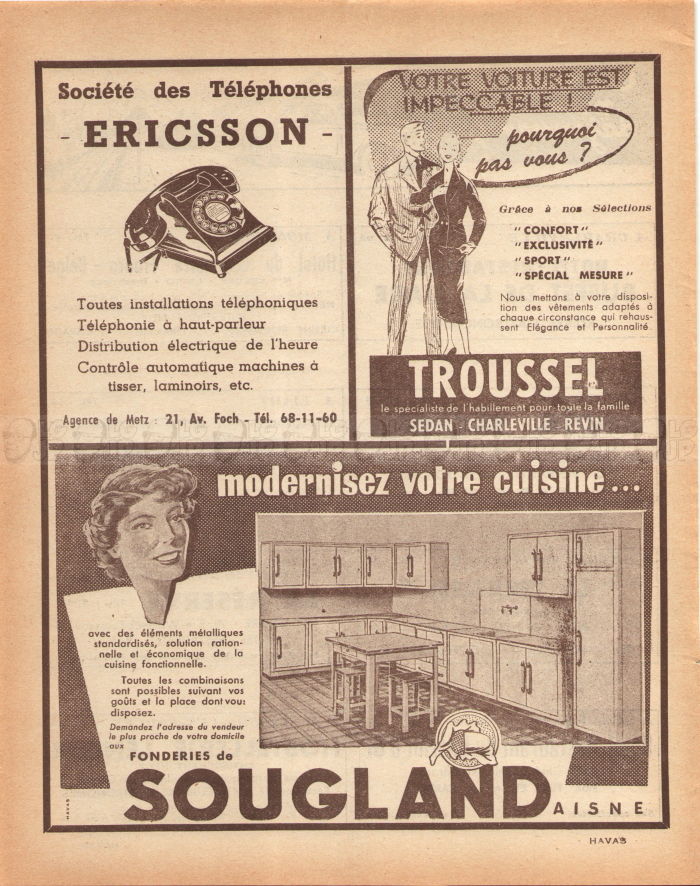 Société des Téléphones
- ERICSSON -
Toutes installations téléphoniques
Téléphonie à haut-parleur
Distribution électrique de l'heure
Contrôle automatique machines à
tisser, laminoirs, etc.
Agence de Metz : 21, Av. Foch - Tél. 68-11-60
VOTRE VOITURE EST
IMPECCABLE !
pourquoi
pas vous ?
Grâce à nos Sélections
"CONFORT"
"EXCLUSIVITÉ"
"SPORT"
"SPÉCIAL MESURE"
Nous mettons à votre disposi-
tion des vêtements adaptés à
chaque circonstance qui rehaus-
sent Elégance et Personnalité
TROUSSEL
le spécialiste de l'habillement pour toute la famille
SEDAN - CHARLEVILLE - REVIN
modernisez votre cuisine...
avec des éléments métalliques
standardisés, solution ration-
nelle et économique de la
cuisine fonctionnelle.
Toutes les combinaisons
sont possibles suivant vos
goûts et la place dont vous
disposez.
Demandez l'adresse du vendeur
le plus proche de votre domicile
aux
FONDERIES de
SOUGLAND
AISNE
HAVAS
HAVAS